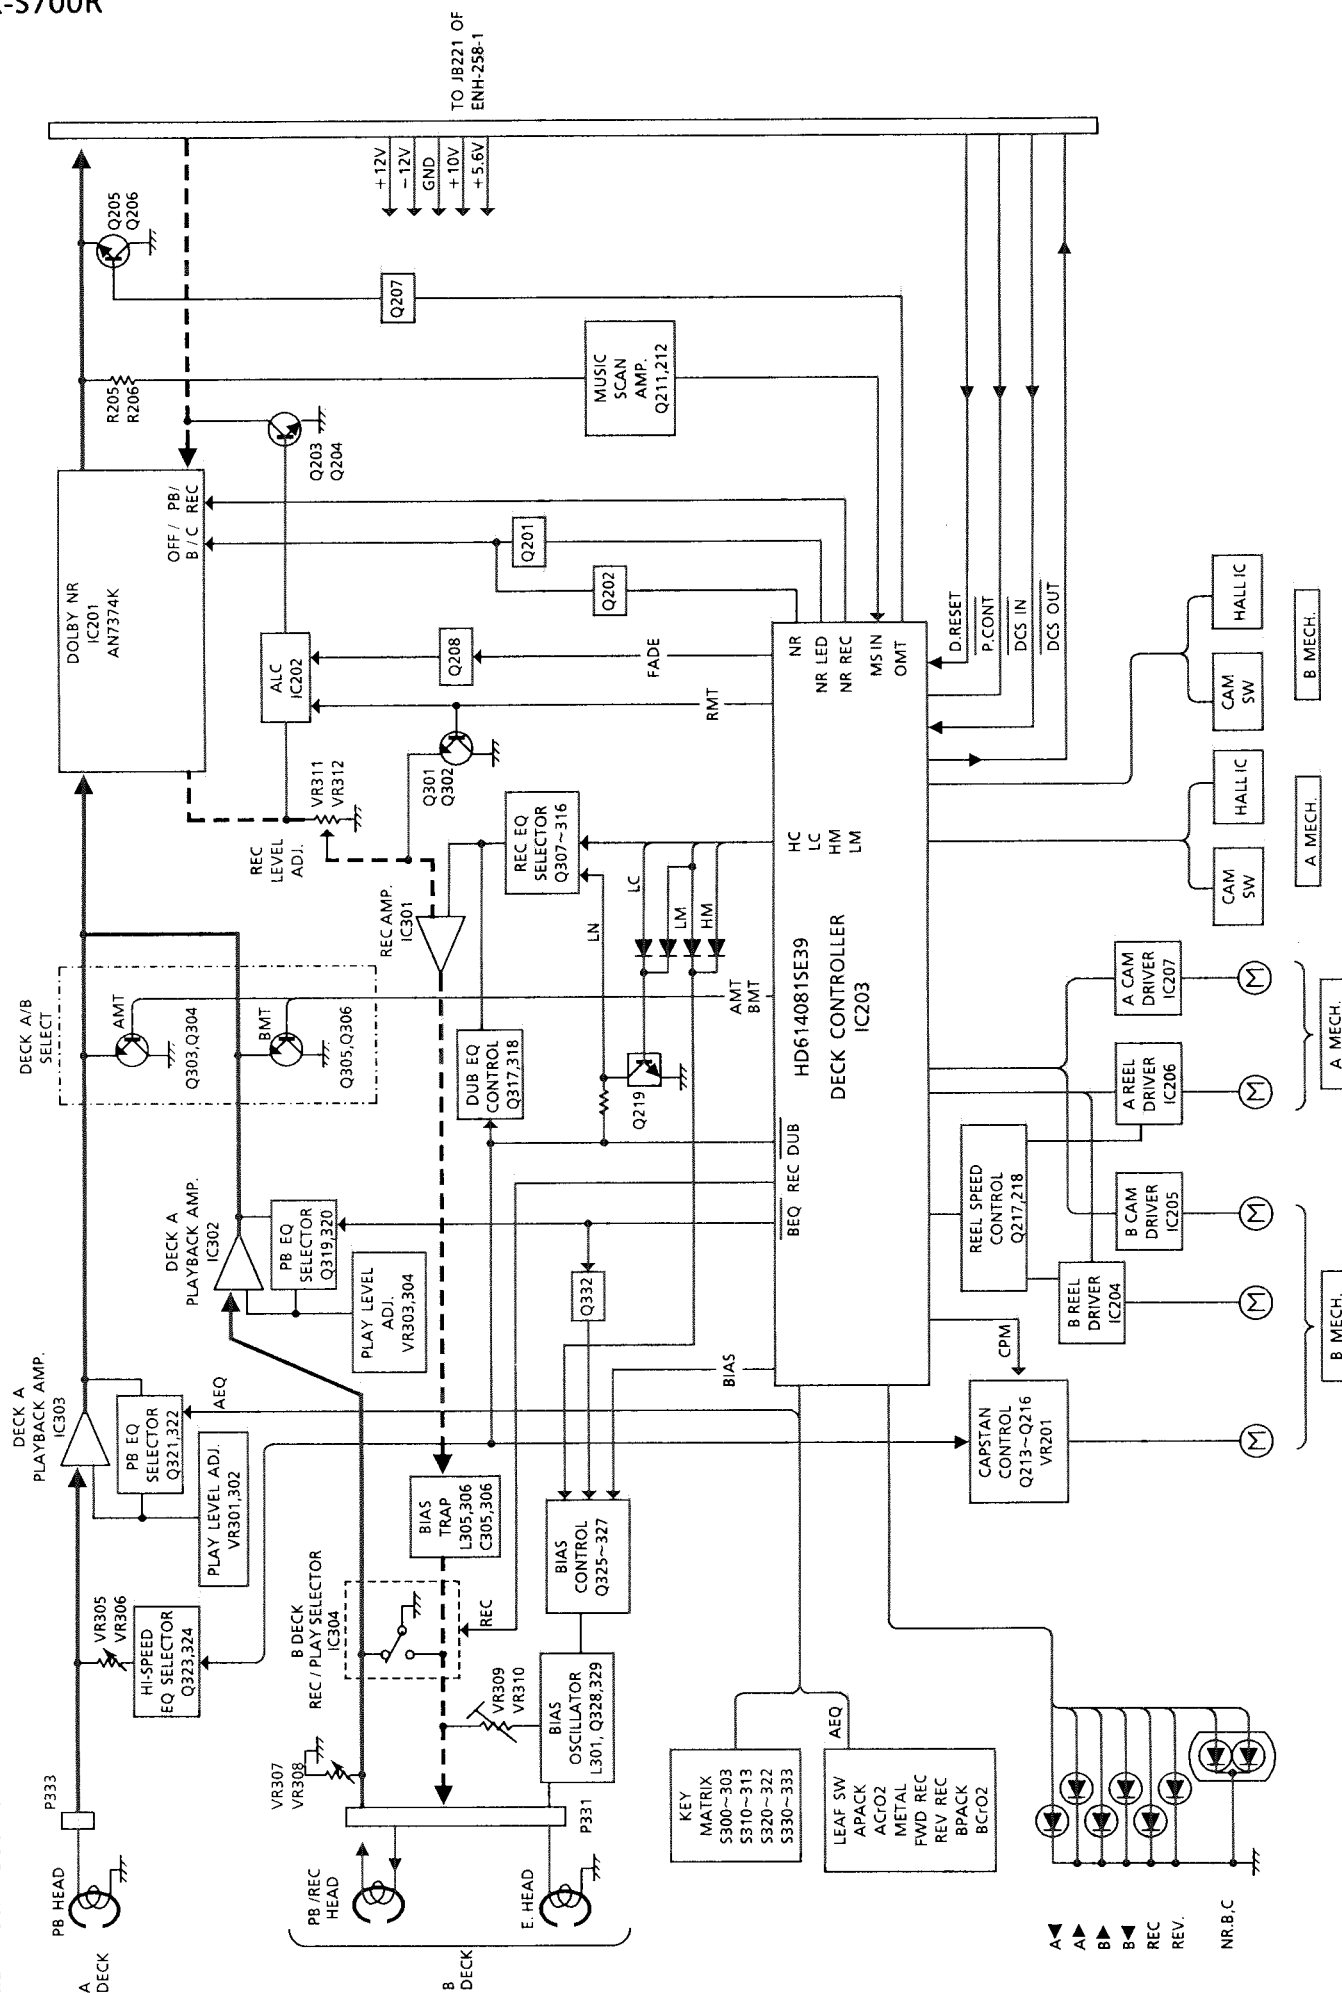 -S700R
TO JB221 OF
ENH-258-1
+12V
-12V
GND
+10V
+5.6V
Q205
Q206
Q207
R205
R206
MUSIC
SCAN
AMP.
Q211,212
Q203
Q204
DOLBY NR
IC201
AN7374K
OFF/
B/C
PB/
REC
Q201
Q202
ALC
IC202
Q208
FADE
RMT
NR
NR LED
NR REC
MS IN
OMT
D.RESET
P.CONT
DCS IN
DCS OUT
HALL IC
CAM
SW
B MECH.
HALL IC
CAM
SW
A MECH.
VR311
VR312
REC
LEVEL
ADJ.
Q301
Q302
REC AMP.
IC301
REC EQ
SELECTOR
Q307~316
HC
LC
HM
LM
LC
LM
HM
LN
AMT
BMT
Q219
DUB EQ
CONTROL
Q317,318
DECK A/B
SELECT
AMT
Q303,Q304
BMT
Q305,Q306
HD614081SE39
DECK CONTROLLER
IC203
DUB
REC
BEQ
A CAM
DRIVER
IC207
M
A REEL
DRIVER
IC206
M
A MECH.
REEL SPEED
CONTROL
Q217,218
B CAM
DRIVER
IC205
M
B REEL
DRIVER
IC204
M
B MECH.
CPM
CAPSTAN
CONTROL
Q213~Q216
VR201
M
DECK A
PLAYBACK AMP.
IC302
PB EQ
SELECTOR
Q319,320
PLAY LEVEL
ADJ.
VR303,304
Q332
BIAS
DECK A
PLAYBACK AMP.
IC303
PB EQ
SELECTOR
Q321,322
AEQ
PLAY LEVEL ADJ.
VR301,302
BIAS
TRAP
L305,306
C305,306
BIAS
CONTROL
Q325~327
VR305
VR306
HI-SPEED
EQ SELECTOR
Q323,324
B DECK
REC / PLAY SELECTOR
IC304
REC
VR309
VR310
BIAS
OSCILLATOR
L301, Q328,329
VR307
VR308
P333
P331
PB HEAD
A
DECK
PB/REC
HEAD
E. HEAD
B
DECK
KEY
MATRIX
S300~303
S310~313
S320~322
S330~333
AEQ
LEAF SW
APACK
ACrO2
METAL
FWD REC
REV REC
BPACK
BCrO2
A◀
A▶
B▶
B◀
REC
REV.
NR.B,C